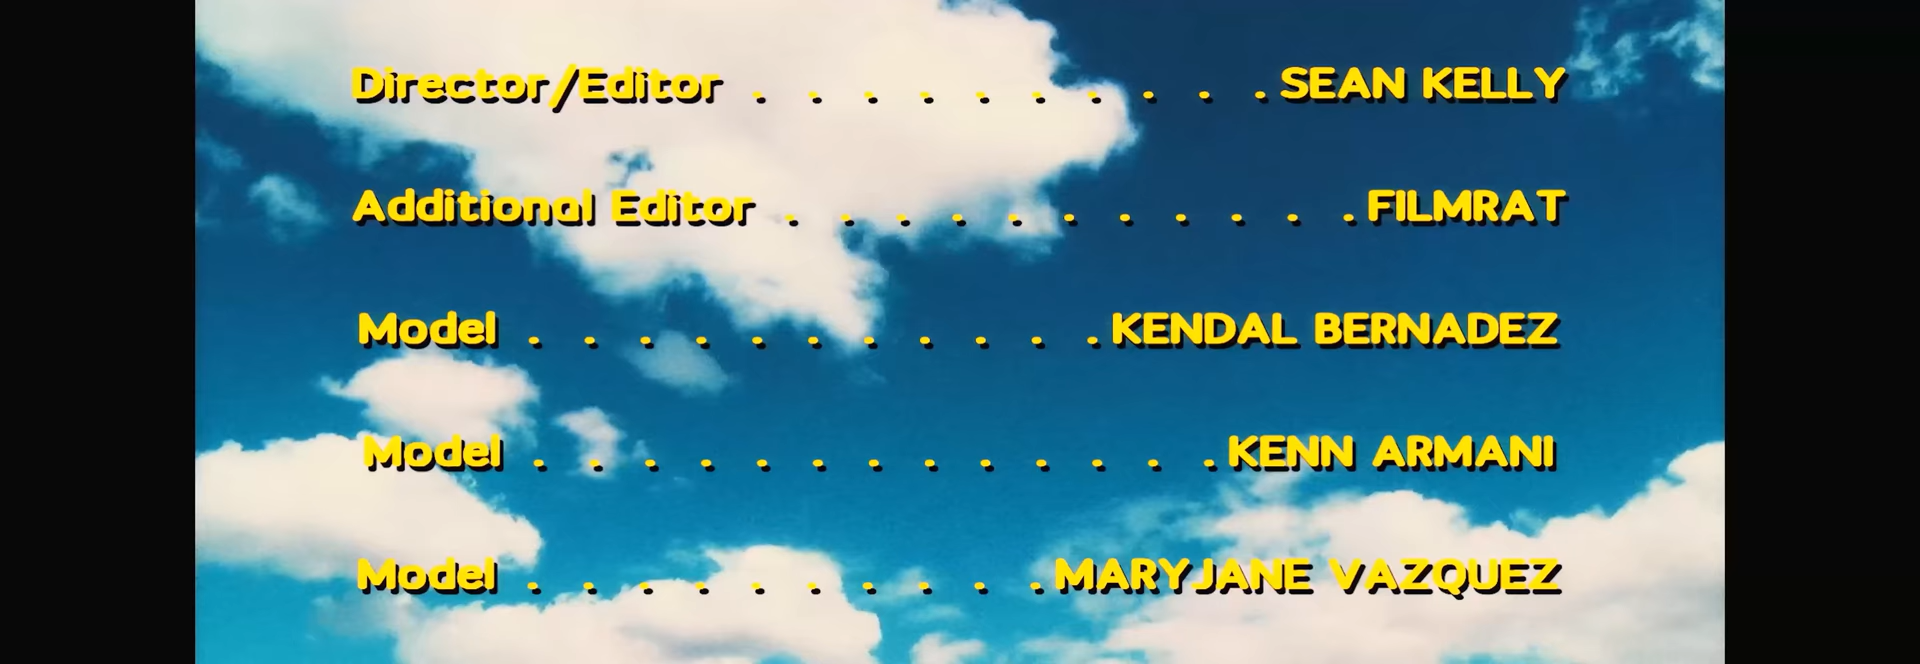 Director/Editor . . . . . . . . . . SEAN KELLY
Additional Editor . . . . . . . . . . . FILMRAT
Model . . . . . . . . . . . KENDAL BERNADEZ
Model . . . . . . . . . . . . . KENN ARMANI
Model . . . . . . . . . . MARYJANE VAZQUEZ